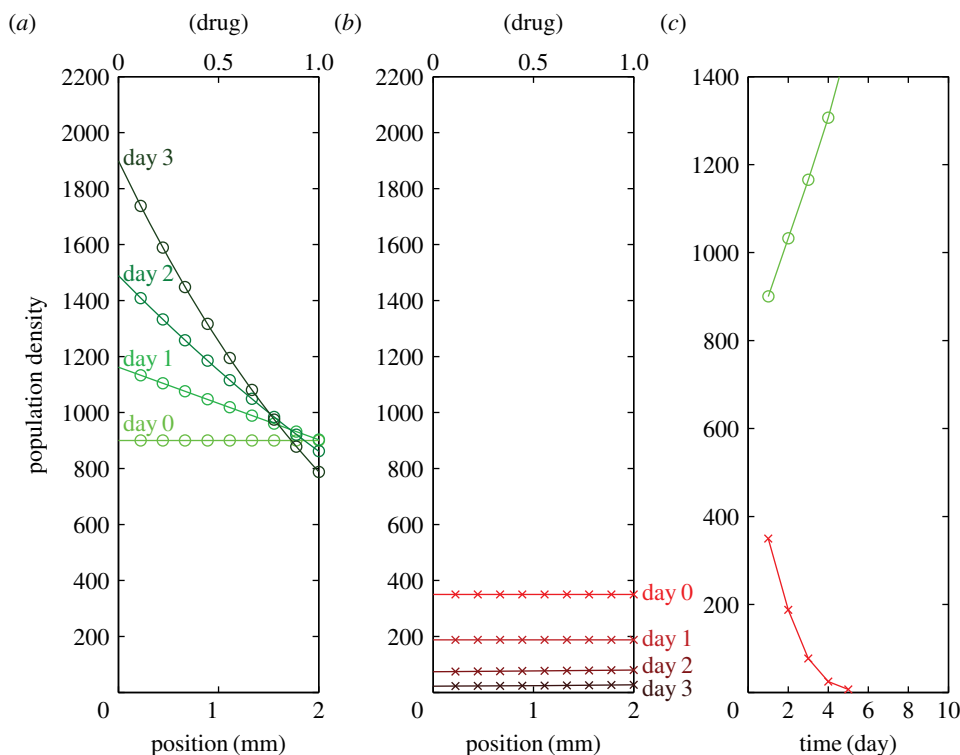 (a)
(drug)
0 0.5 1.0
2200
2000
1800
1600
1400
1200
1000
800
600
400
200
0 1 2
position (mm)
population density
day 3
day 2
day 1
day 0
(b)
(drug)
0 0.5 1.0
2200
2000
1800
1600
1400
1200
1000
800
600
400
200
0 1 2
position (mm)
day 0
day 1
day 2
day 3
(c)
1400
1200
1000
800
600
400
200
0 2 4 6 8 10
time (day)